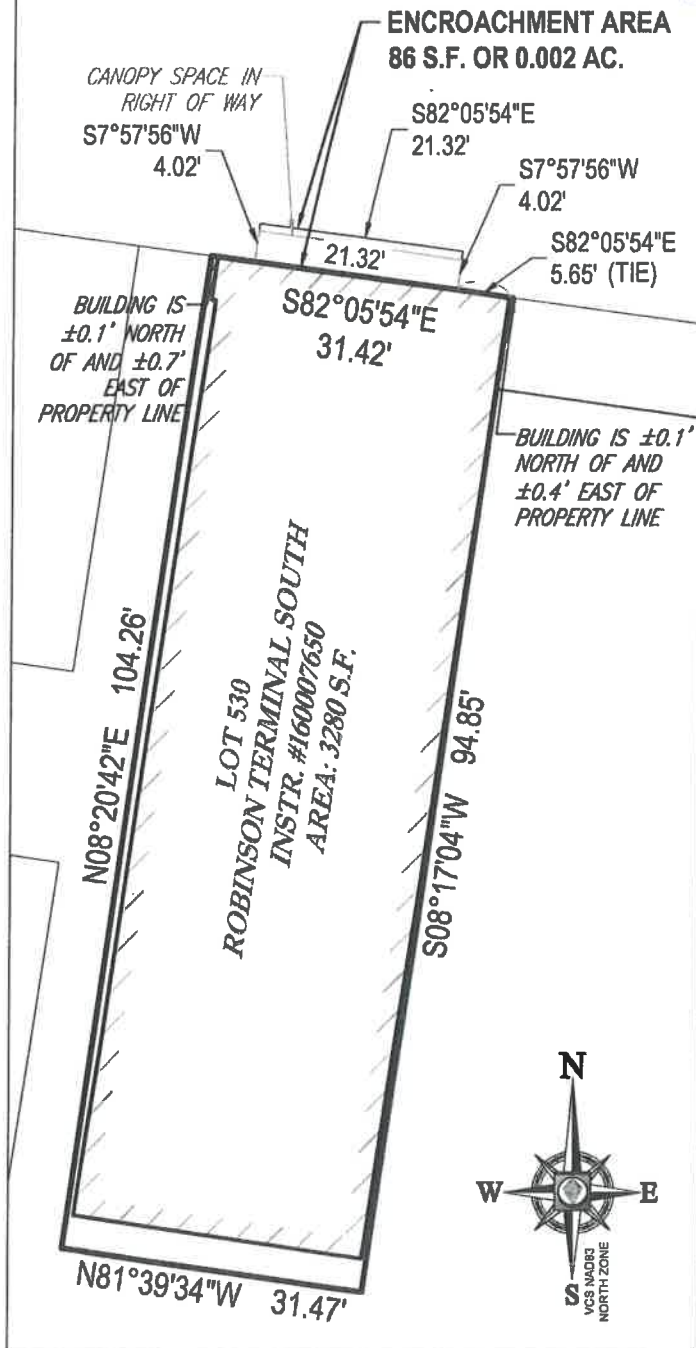 ENCROACHMENT AREA
86 S.F. OR 0.002 AC.
CANOPY SPACE IN
RIGHT OF WAY
S7°57'56"W
4.02'
S82°05'54"E
21.32'
S7°57'56"W
4.02'
S82°05'54"E
5.65' (TIE)
21.32'
S82°05'54"E
31.42'
BUILDING IS
±0.1' NORTH
OF AND ±0.7'
EAST OF
PROPERTY LINE
BUILDING IS ±0.1'
NORTH OF AND
±0.4' EAST OF
PROPERTY LINE
N08°20'42"E 104.26'
LOT 530
ROBINSON TERMINAL SOUTH
INSTR. #160007650
AREA: 3280 S.F.
S08°17'04"W 94.85'
N81°39'34"W 31.47'
N
W
E
S
VCS NAD83
NORTH ZONE